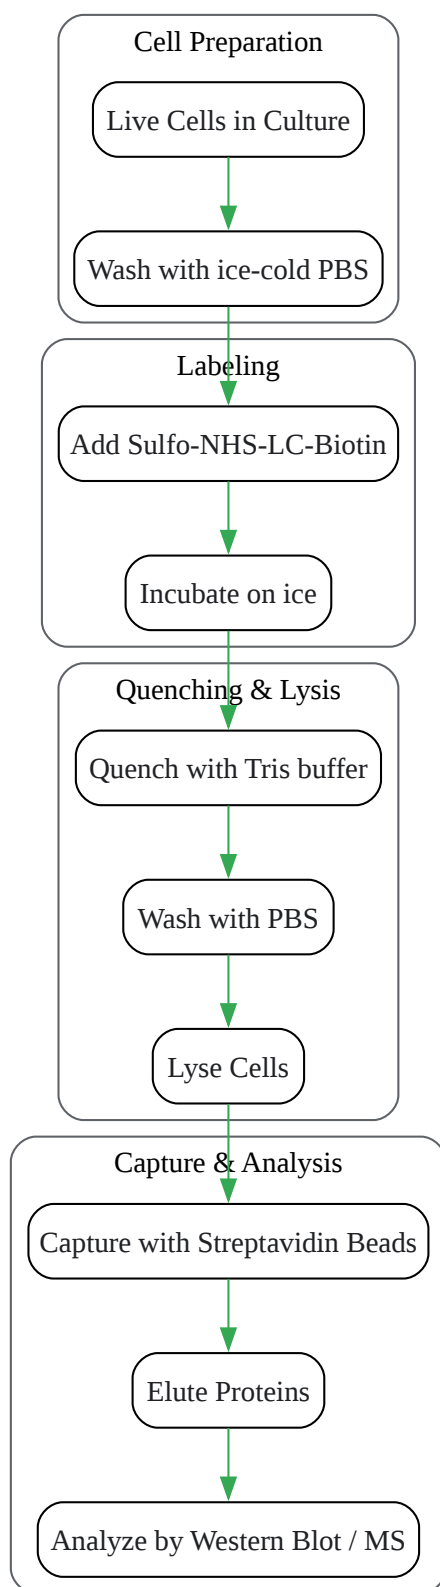 Cell Preparation
Live Cells in Culture
Wash with ice-cold PBS
Labeling
Add Sulfo-NHS-LC-Biotin
Incubate on ice
Quenching & Lysis
Quench with Tris buffer
Wash with PBS
Lyse Cells
Capture & Analysis
Capture with Streptavidin Beads
Elute Proteins
Analyze by Western Blot / MS